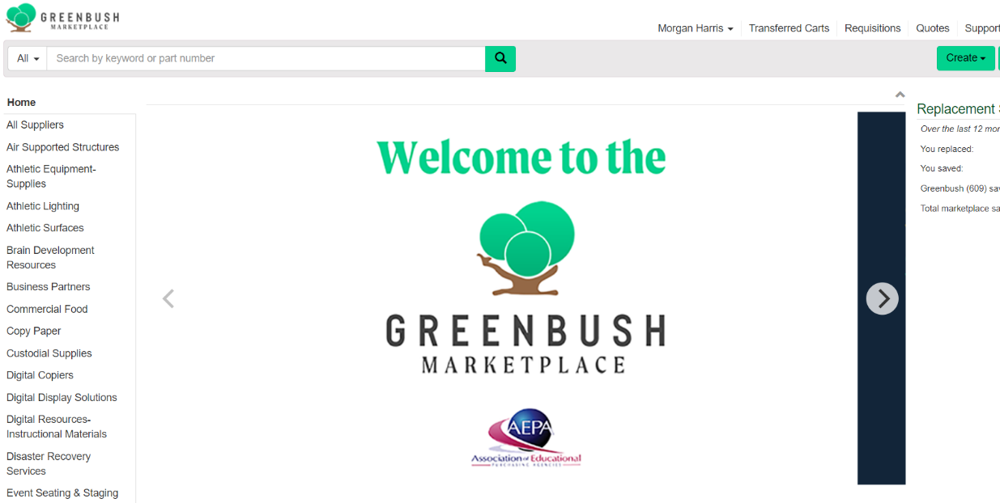 GREENBUSH
MARKETPLACE
Morgan Harris
Transferred Carts
Requisitions
Quotes
Support
All
Search by keyword or part number
Create
Home
All Suppliers
Air Supported Structures
Athletic Equipment-
Supplies
Athletic Lighting
Athletic Surfaces
Brain Development
Resources
Business Partners
Commercial Food
Copy Paper
Custodial Supplies
Digital Copiers
Digital Display Solutions
Digital Resources-
Instructional Materials
Disaster Recovery
Services
Event Seating & Staging
Welcome to the
GREENBUSH
MARKETPLACE
AEPA
Association of Educational
PURCHASING AGENCIES
Replacement
Over the last 12
You replaced:
You saved:
Greenbush (609)
Total marketplace